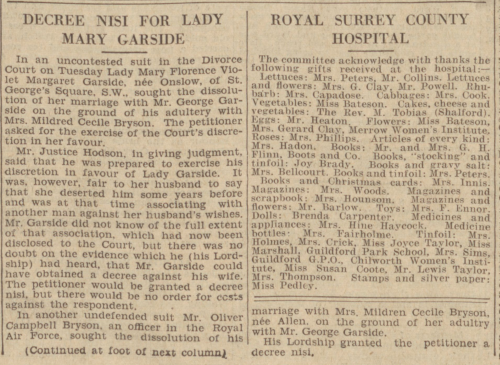 DECREE NISI FOR LADY
MARY GARSIDE
In an uncontested suit in the Divorce
Court on Tuesday Lady Mary Florence Vio-
let Margaret Garside, née Onslow, of St.
George's Square, S.W., sought the dissolu-
tion of her marriage with Mr. George Gar-
side on the ground of his adultery with
Mrs. Mildred Cecile Bryson. The petitioner
asked for the exercise of the Court's discre-
tion in her favour.
Mr. Justice Hodson, in giving judgment,
said that he was prepared to exercise his
discretion in favour of Lady Garside. It
was, however, fair to her husband to say
that she deserted him some years before
and was at that time associating with
another man against her husband's wishes.
Mr. Garside did not know of the full extent
of that association, which had now been
disclosed to the Court, but there was no
doubt on the evidence which he (his Lord-
ship) had heard, that Mr. Garside could
have obtained a decree against his wife.
The petitioner would be granted a decree
nisi, but there would be no order for costs
against the respondent.
In another undefended suit Mr. Oliver
Campbell Bryson, an officer in the Royal
Air Force, sought the dissolution of his
(Continued at foot of next column)
ROYAL SURREY COUNTY
HOSPITAL
The committee acknowledge with thanks the
following gifts received at the hospital:—
Lettuces: Mrs. Peters, Mr. Collins. Lettuces
and flowers: Mrs. G. Clay, Mr. Powell. Rhu-
barb: Mrs. Capadose. Cabbages: Mrs. Cook.
Vegetables: Miss Bateson. Cakes, cheese and
vegetables: The Rev. M. Tobias (Shalford).
Eggs: Mr. Heaton. Flowers: Miss Bateson,
Mrs. Gerard Clay, Merrow Women's Institute.
Roses: Mrs. Phillips. Articles of every kind:
Mrs. Hadon. Books: Mr. and Mrs. G. H.
Flinn, Boots and Co. Books, "stocking" and
tinfoil: Joy Brady. Books and gravy salt:
Mrs. Bellcourt. Books and tinfoil: Mrs. Peters.
Books and Christmas cards: Mrs. Innis.
Magazines: Mrs. Woods. Magazines and
scrapbook: Mrs. Hounsom. Magazines and
flowers: Mr. Barlow. Toys: Mrs. F. Ennor.
Dolls: Brenda Carpenter. Medicines and
appliances: Mrs. Hine Haycock. Medicine
bottles: Mrs. Fairholme. Tinfoil: Mrs.
Holmes, Mrs. Crick, Miss Joyce Taylor, Miss
Marshall, Guildford Park School, Mrs. Sims,
Guildford G.P.O., Chilworth Women's Insti-
tute, Miss Susan Coote, Mr. Lewis Taylor,
Mrs. Thompson. Stamps and silver paper:
Miss Pedley.
marriage with Mrs. Mildren Cecile Bryson,
née Allen, on the ground of her adultry
with Mr. George Garside.
His Lordship granted the petitioner a
decree nisi.